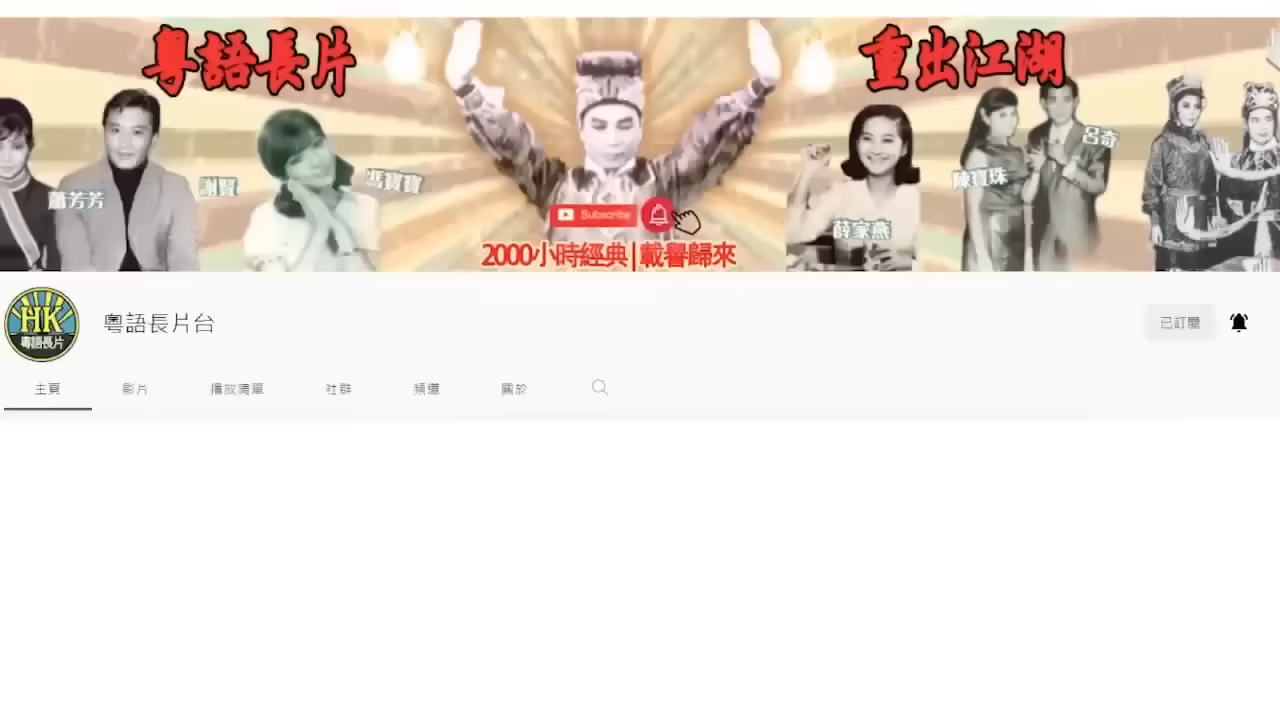 粵語長片
重出江湖
蕭芳芳
謝賢
馮寶寶
薛家燕
陳寶珠
呂奇
Subscribe
2000小時經典|載譽歸來
HK
粵語長片
粵語長片台
已訂閱
主頁
影片
播放清單
社群
頻道
關於